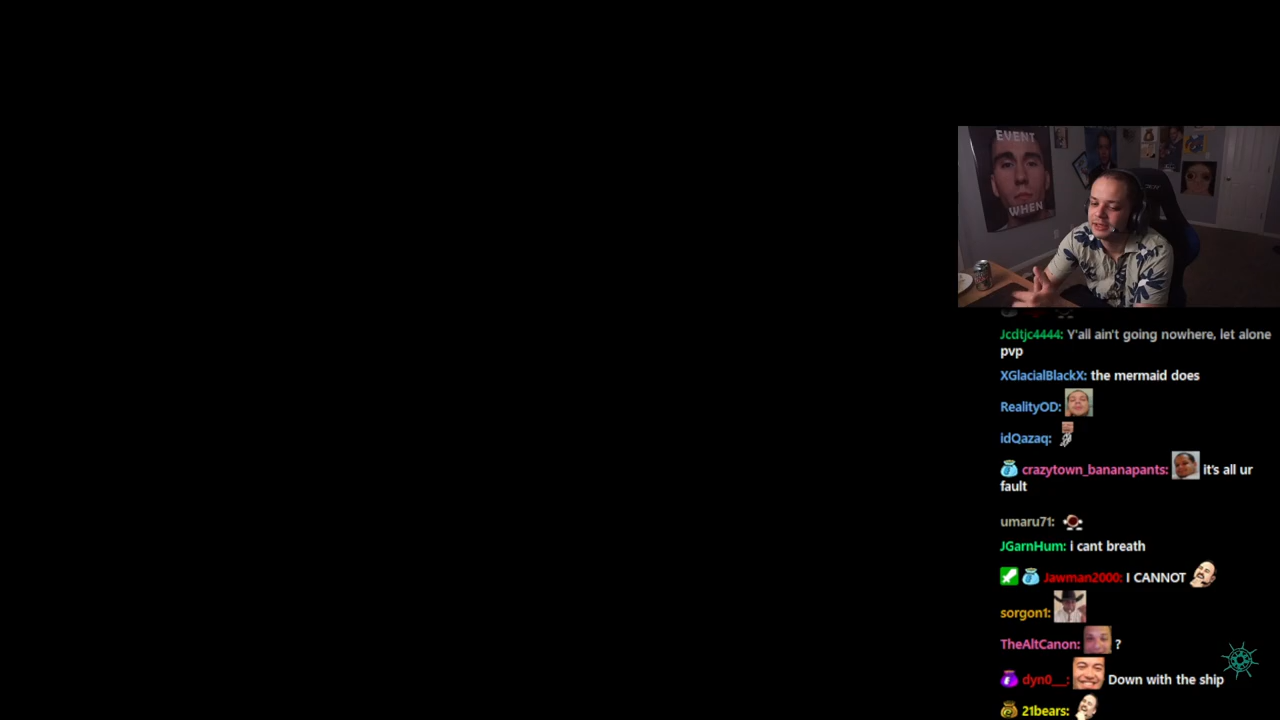 EVENT
WHEN
Jcdtjc4444: Y'all ain't going nowhere, let alone
pvp
XGlacialBlackX: the mermaid does
RealityOD:
idQazaq:
crazytown_bananapants: it's all ur
fault
umaru71:
JGarnHum: i cant breath
Jawman2000: I CANNOT
sorgon1:
TheAltCanon: ?
dyn0__: Down with the ship
21bears: